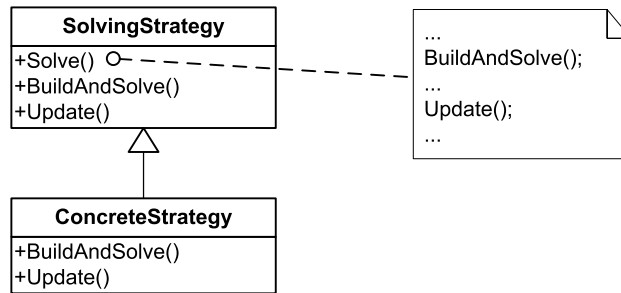 SolvingStrategy
+Solve()
+BuildAndSolve()
+Update()
...
BuildAndSolve();
...
Update();
...
ConcreteStrategy
+BuildAndSolve()
+Update()